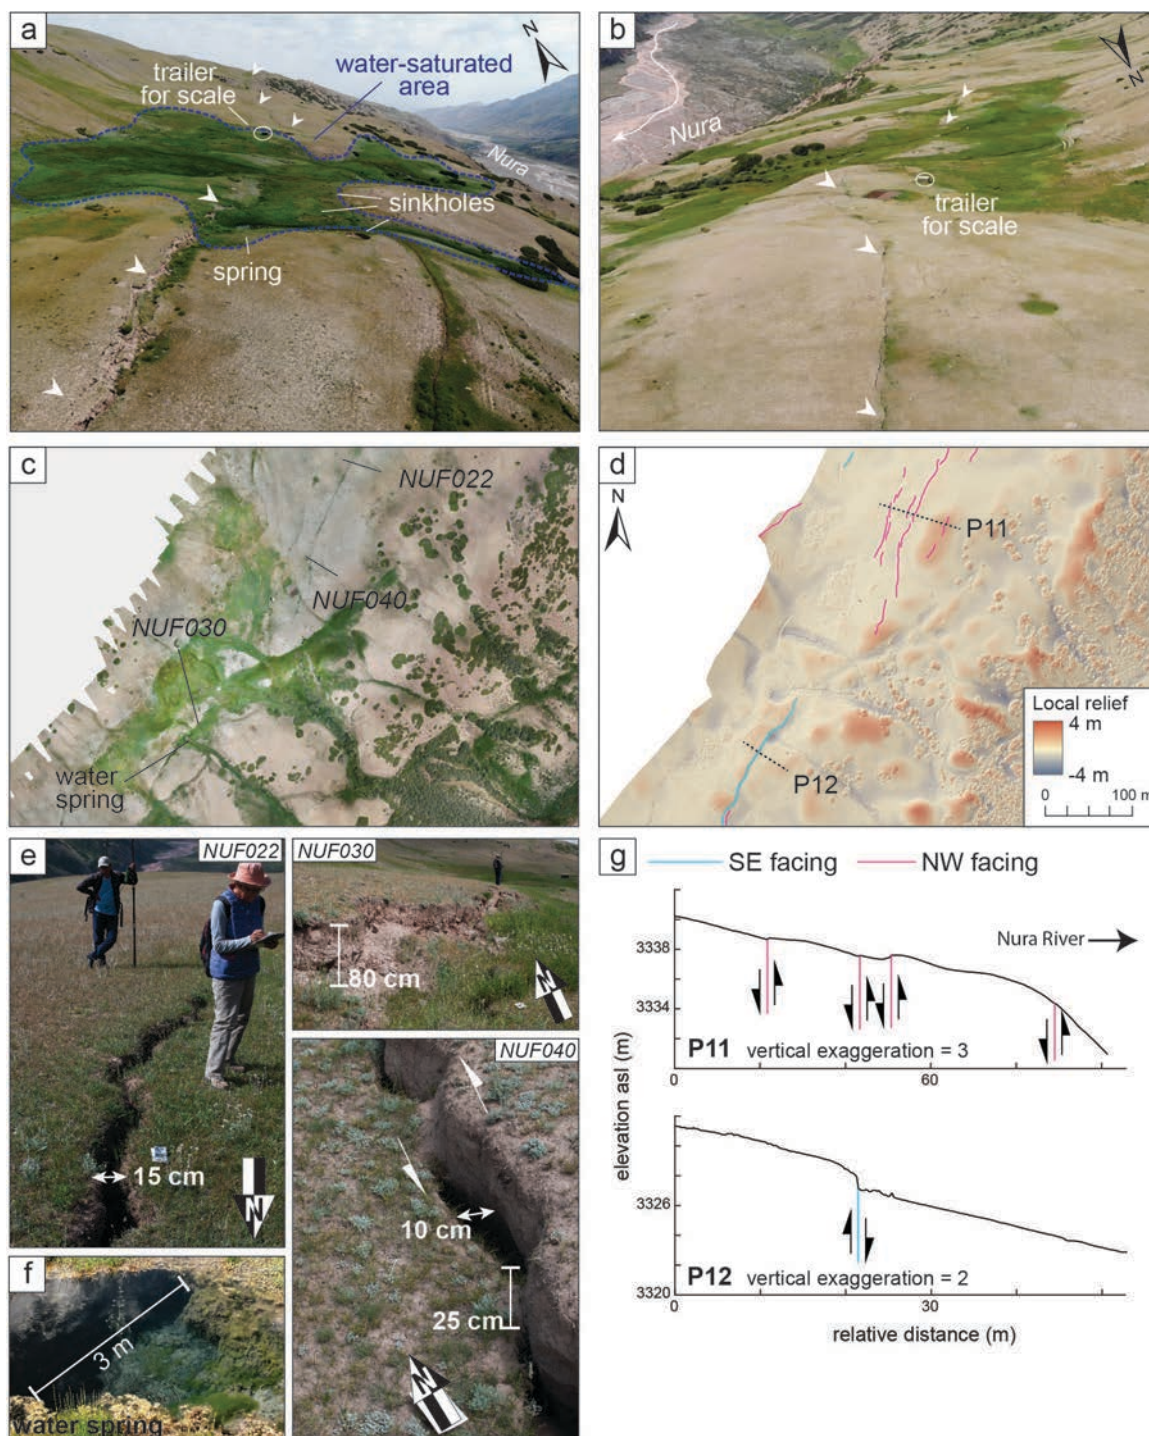 a
N
trailer
for scale
water-saturated
area
Nura
sinkholes
spring
b
N
Nura
trailer
for scale
c
NUF022
NUF040
NUF030
water
spring
d
N
P11
P12
Local relief
4 m
-4 m
0 100 m
e
NUF022
15 cm
N
NUF030
80 cm
N
NUF040
10 cm
25 cm
N
f
3 m
water spring
g
SE facing NW facing
Nura River
3338
3334
P11 vertical exaggeration = 3
0 60
elevation asl (m)
3326
3320
P12 vertical exaggeration = 2
0 30
relative distance (m)